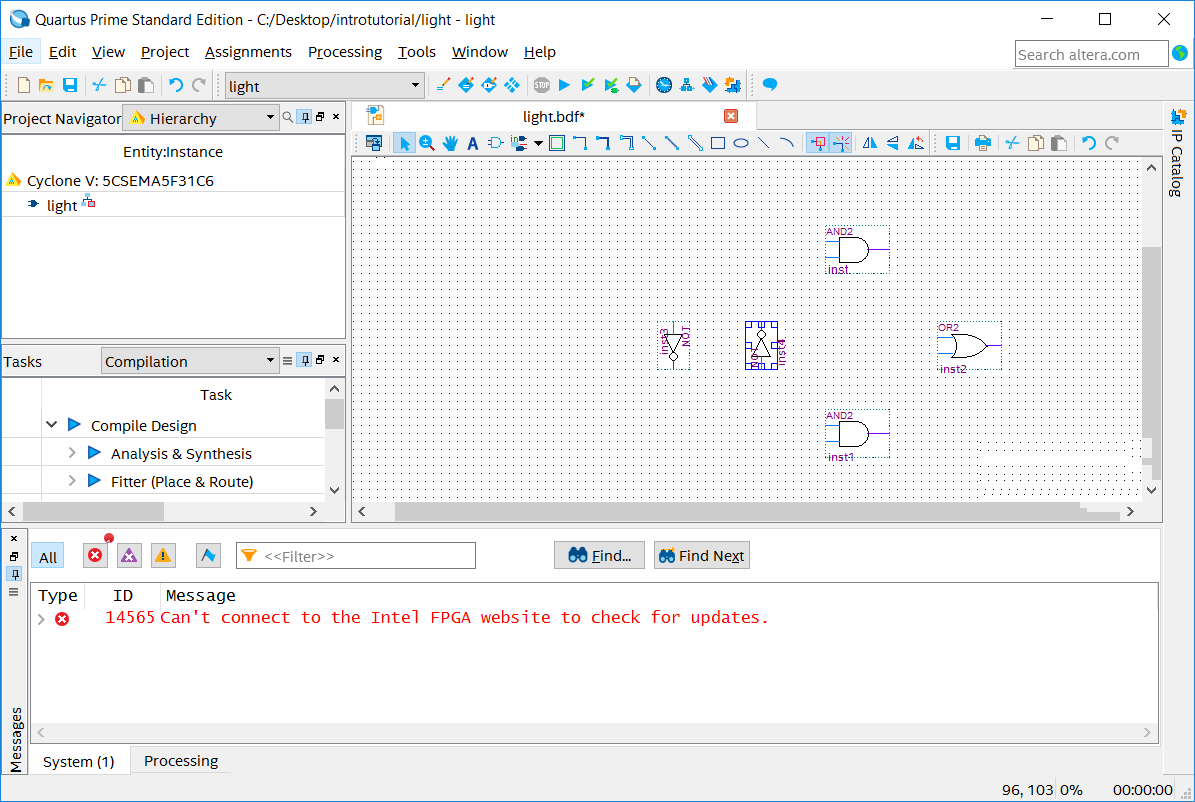 Quartus Prime Standard Edition - C:/Desktop/introtutorial/light - light
File Edit View Project Assignments Processing Tools Window Help
Search altera.com
light
STOP
Project Navigator Hierarchy
light.bdf*
Entity:Instance
Cyclone V: 5CSEMA5F31C6
light
IP Catalog
AND2
inst
inst3
NOT
NOT
inst4
OR2
inst2
AND2
inst1
Tasks Compilation
Task
Compile Design
Analysis & Synthesis
Fitter (Place & Route)
All
<<Filter>>
Find...
Find Next
Type ID Message
14565 Can't connect to the Intel FPGA website to check for updates.
Messages
System (1) Processing
96, 103 0% 00:00:00